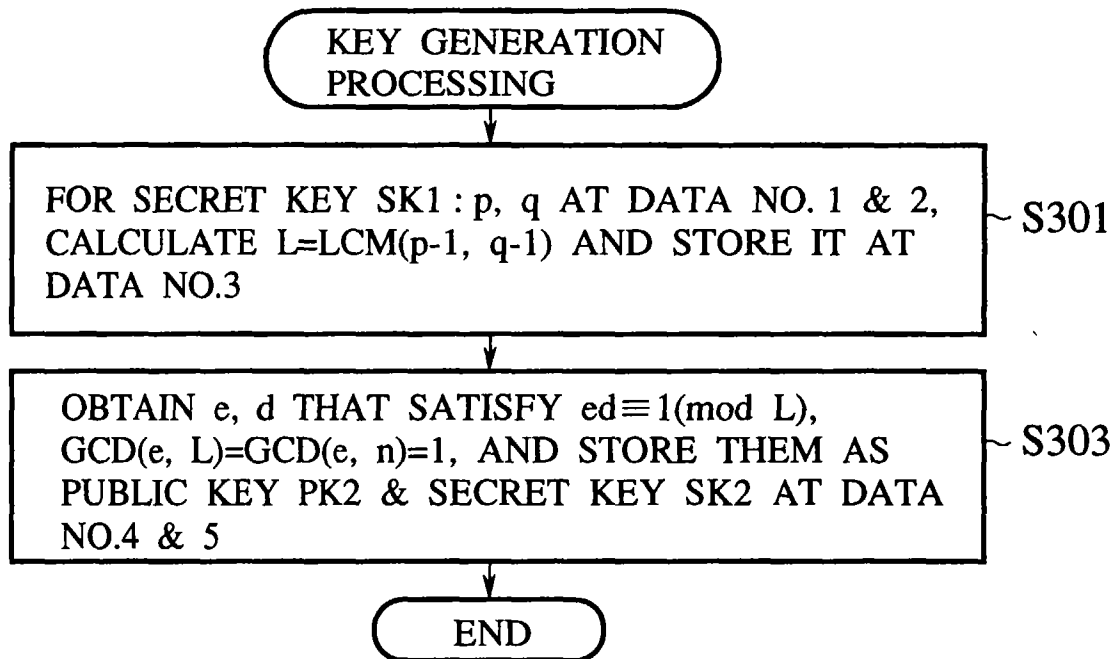 KEY GENERATION
PROCESSING
FOR SECRET KEY SK1 : p, q AT DATA NO. 1 & 2,
CALCULATE L=LCM(p-1, q-1) AND STORE IT AT
DATA NO.3
~ S301
OBTAIN e, d THAT SATISFY ed≡1(mod L),
GCD(e, L)=GCD(e, n)=1, AND STORE THEM AS
PUBLIC KEY PK2 & SECRET KEY SK2 AT DATA
NO.4 & 5
~ S303
END